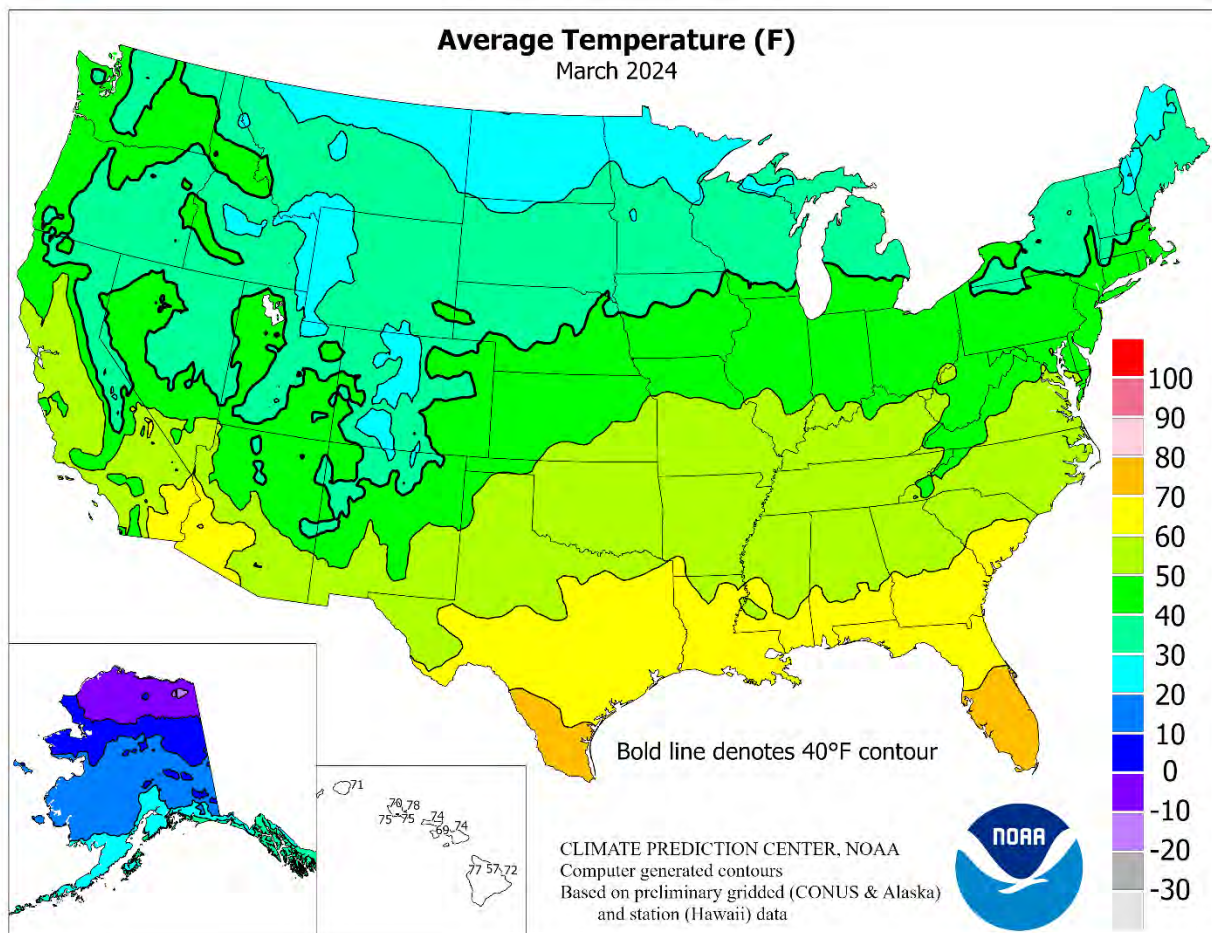 Average Temperature (F)
March 2024
100
90
80
70
60
50
40
30
20
10
0
-10
-20
-30
Bold line denotes 40°F contour
71
70 78
75 75
74
69 74
77 57 72
CLIMATE PREDICTION CENTER, NOAA
Computer generated contours
Based on preliminary gridded (CONUS & Alaska)
and station (Hawaii) data
NOAA